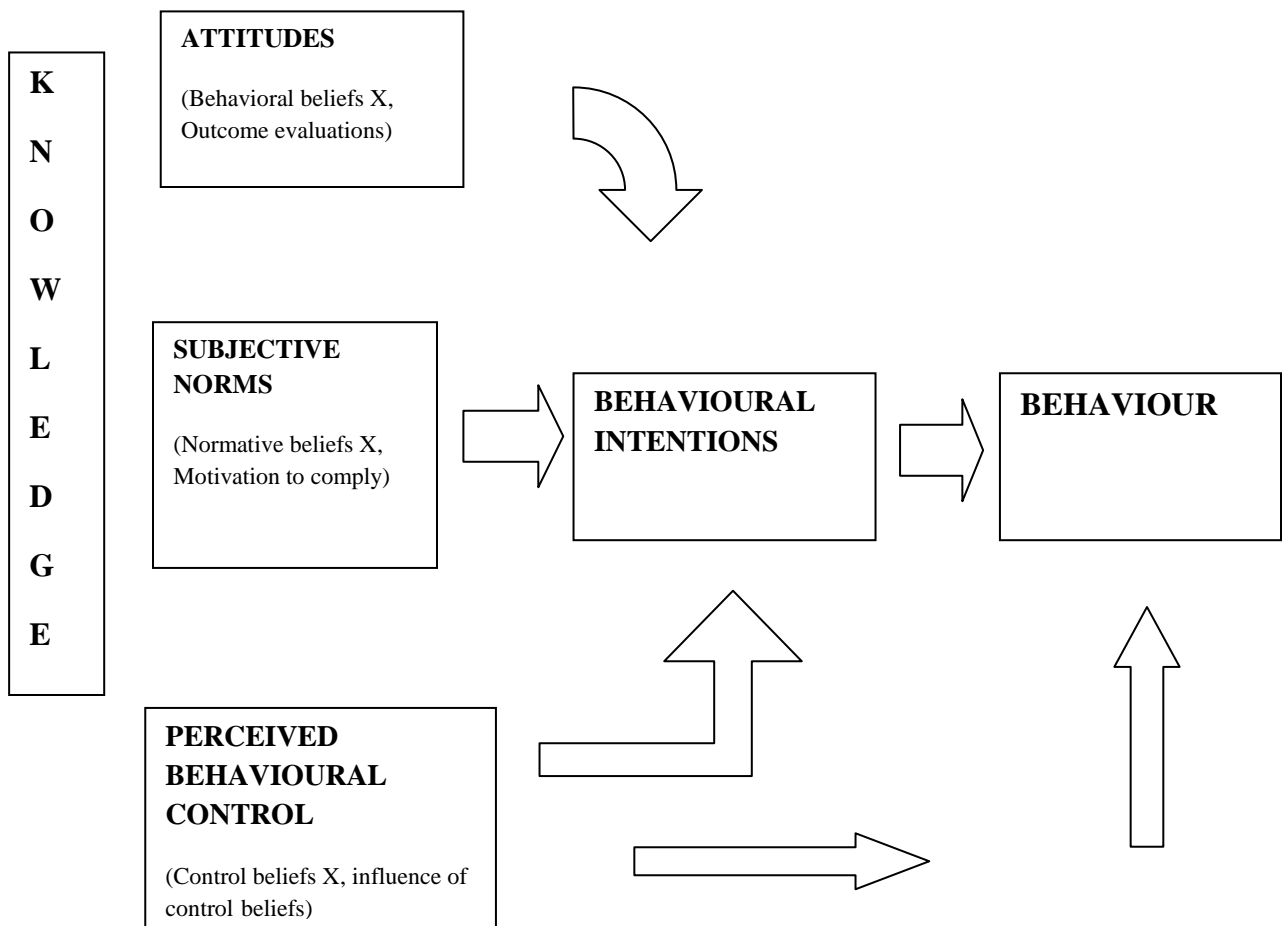 K
N
O
W
L
E
D
G
E
ATTITUDES
(Behavioral beliefs X,
Outcome evaluations)
SUBJECTIVE
NORMS
(Normative beliefs X,
Motivation to comply)
BEHAVIOURAL
INTENTIONS
BEHAVIOUR
PERCEIVED
BEHAVIOURAL
CONTROL
(Control beliefs X, influence of
control beliefs)